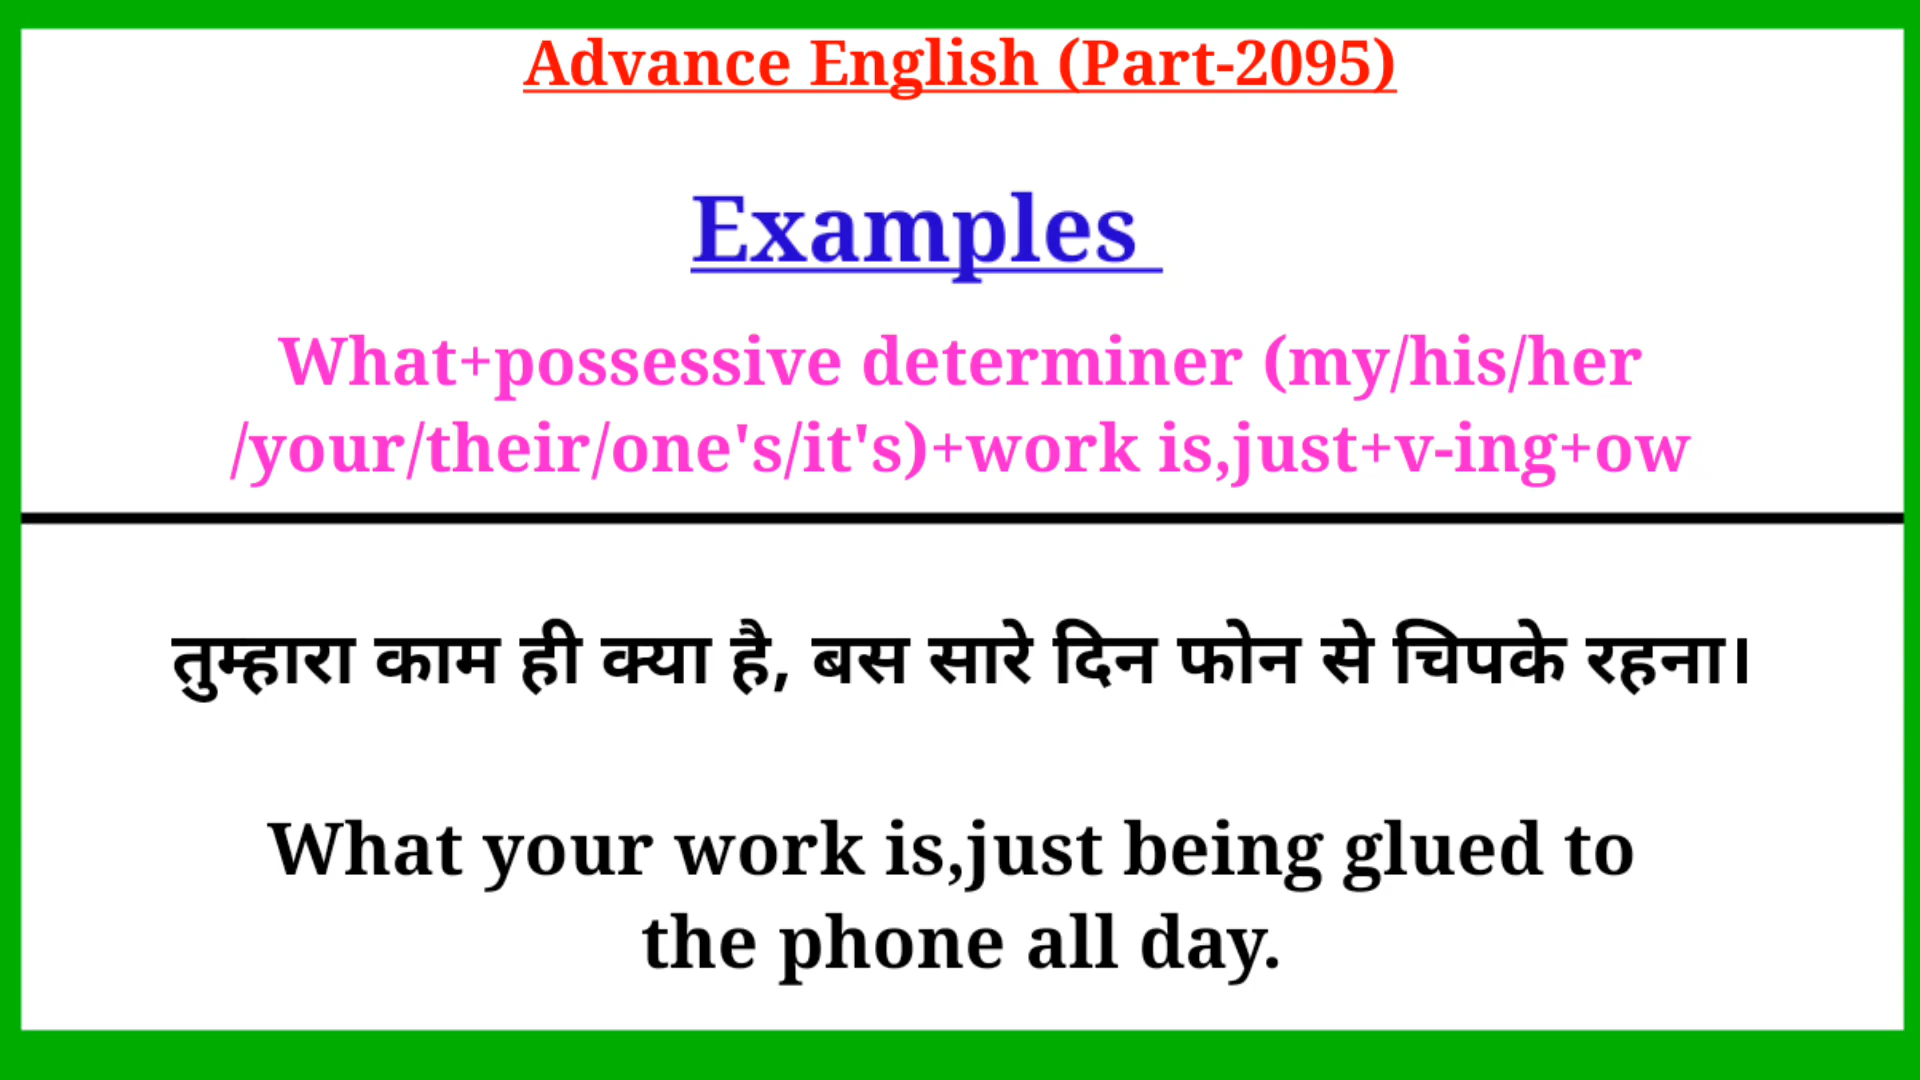 Advance English (Part-2095)
Examples
What+possessive determiner (my/his/her
/your/their/one's/it's)+work is,just+v-ing+ow
तुम्हारा काम ही क्या है, बस सारे दिन फोन से चिपके रहना।
What your work is,just being glued to
the phone all day.